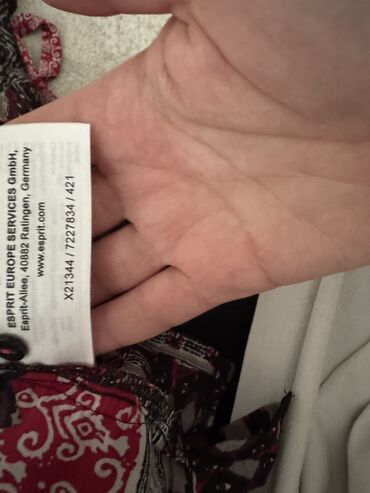 ESPRIT EUROPE SERVICES GmbH,
Esprit-Allee, 40882 Ratingen, Germany
www.esprit.com
X21344 / 7227834 / 421